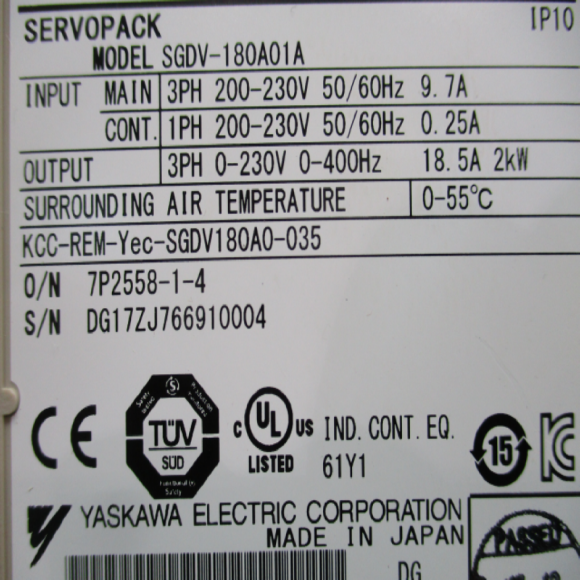 SERVOPACK IP10
MODEL SGDV-180A01A
INPUT MAIN 3PH 200-230V 50/60Hz 9.7A
CONT. 1PH 200-230V 50/60Hz 0.25A
OUTPUT 3PH 0-230V 0-400Hz 18.5A 2kW
SURROUNDING AIR TEMPERATURE 0-55℃
KCC-REM-Yec-SGDV180A0-035
O/N 7P2558-1-4
S/N DG17ZJ766910004
CE
TÜV
SÜD
Functional
Safety
c UL US
LISTED
IND. CONT. EQ.
61Y1
15
YASKAWA ELECTRIC CORPORATION
MADE IN JAPAN
DG
PASSED